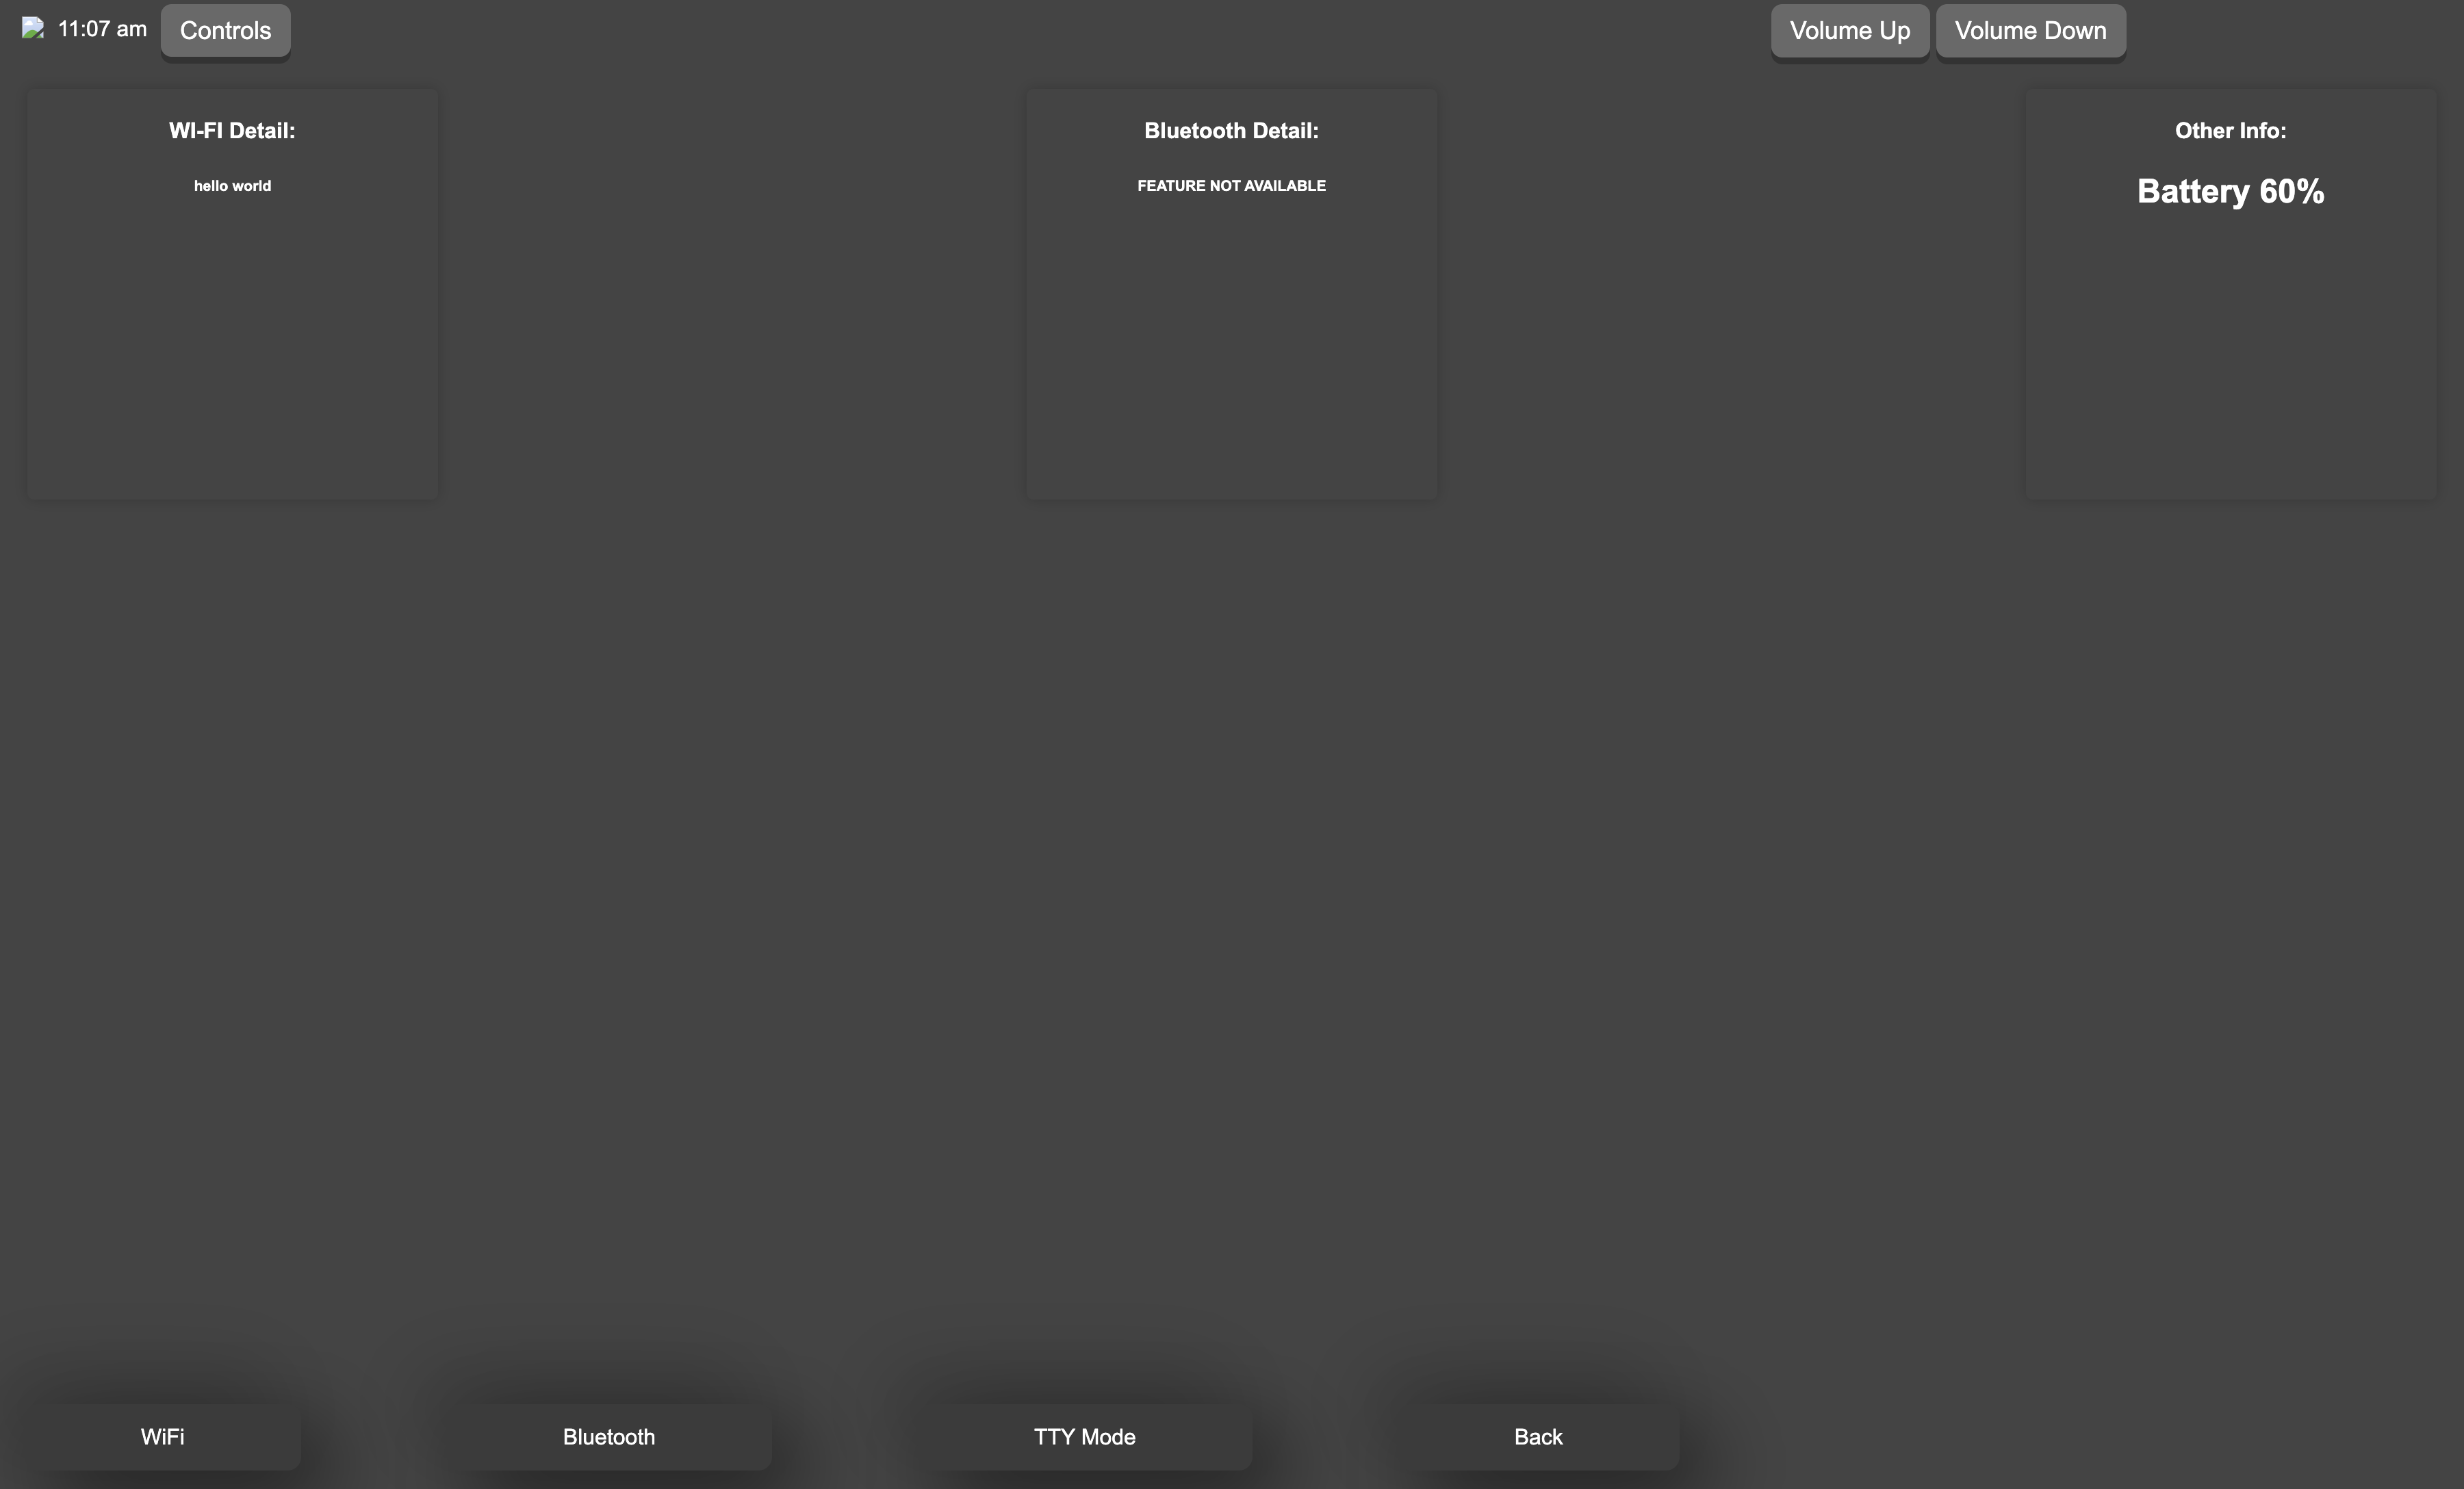 11:07 am
Controls
Volume Up
Volume Down
WI-FI Detail:
hello world
Bluetooth Detail:
FEATURE NOT AVAILABLE
Other Info:
Battery 60%
WiFi
Bluetooth
TTY Mode
Back